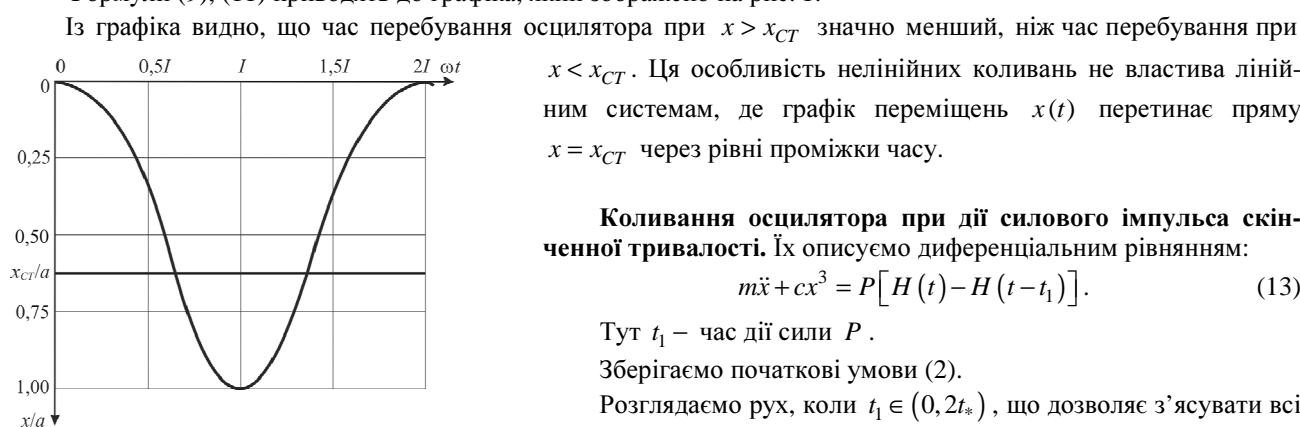 Із графіка видно, що час перебування осцилятора при x > x_CT значно менший, ніж час перебування при
0 0,5I I 1,5I 2I ωt
0
0,25
0,50
x_CT/a
0,75
1,00
x/a
x < x_CT. Ця особливість нелінійних коливань не властива ліній-
ним системам, де графік переміщень x(t) перетинає пряму
x = x_CT через рівні проміжки часу.
Коливання осцилятора при дії силового імпульса скін-
ченної тривалості. Їх описуємо диференціальним рівнянням:
mẍ + cx³ = P[H(t) − H(t − t₁)]. (13)
Тут t₁ − час дії сили P .
Зберігаємо початкові умови (2).
Розглядаємо рух, коли t₁ ∈ (0, 2t_*), що дозволяє з’ясувати всі